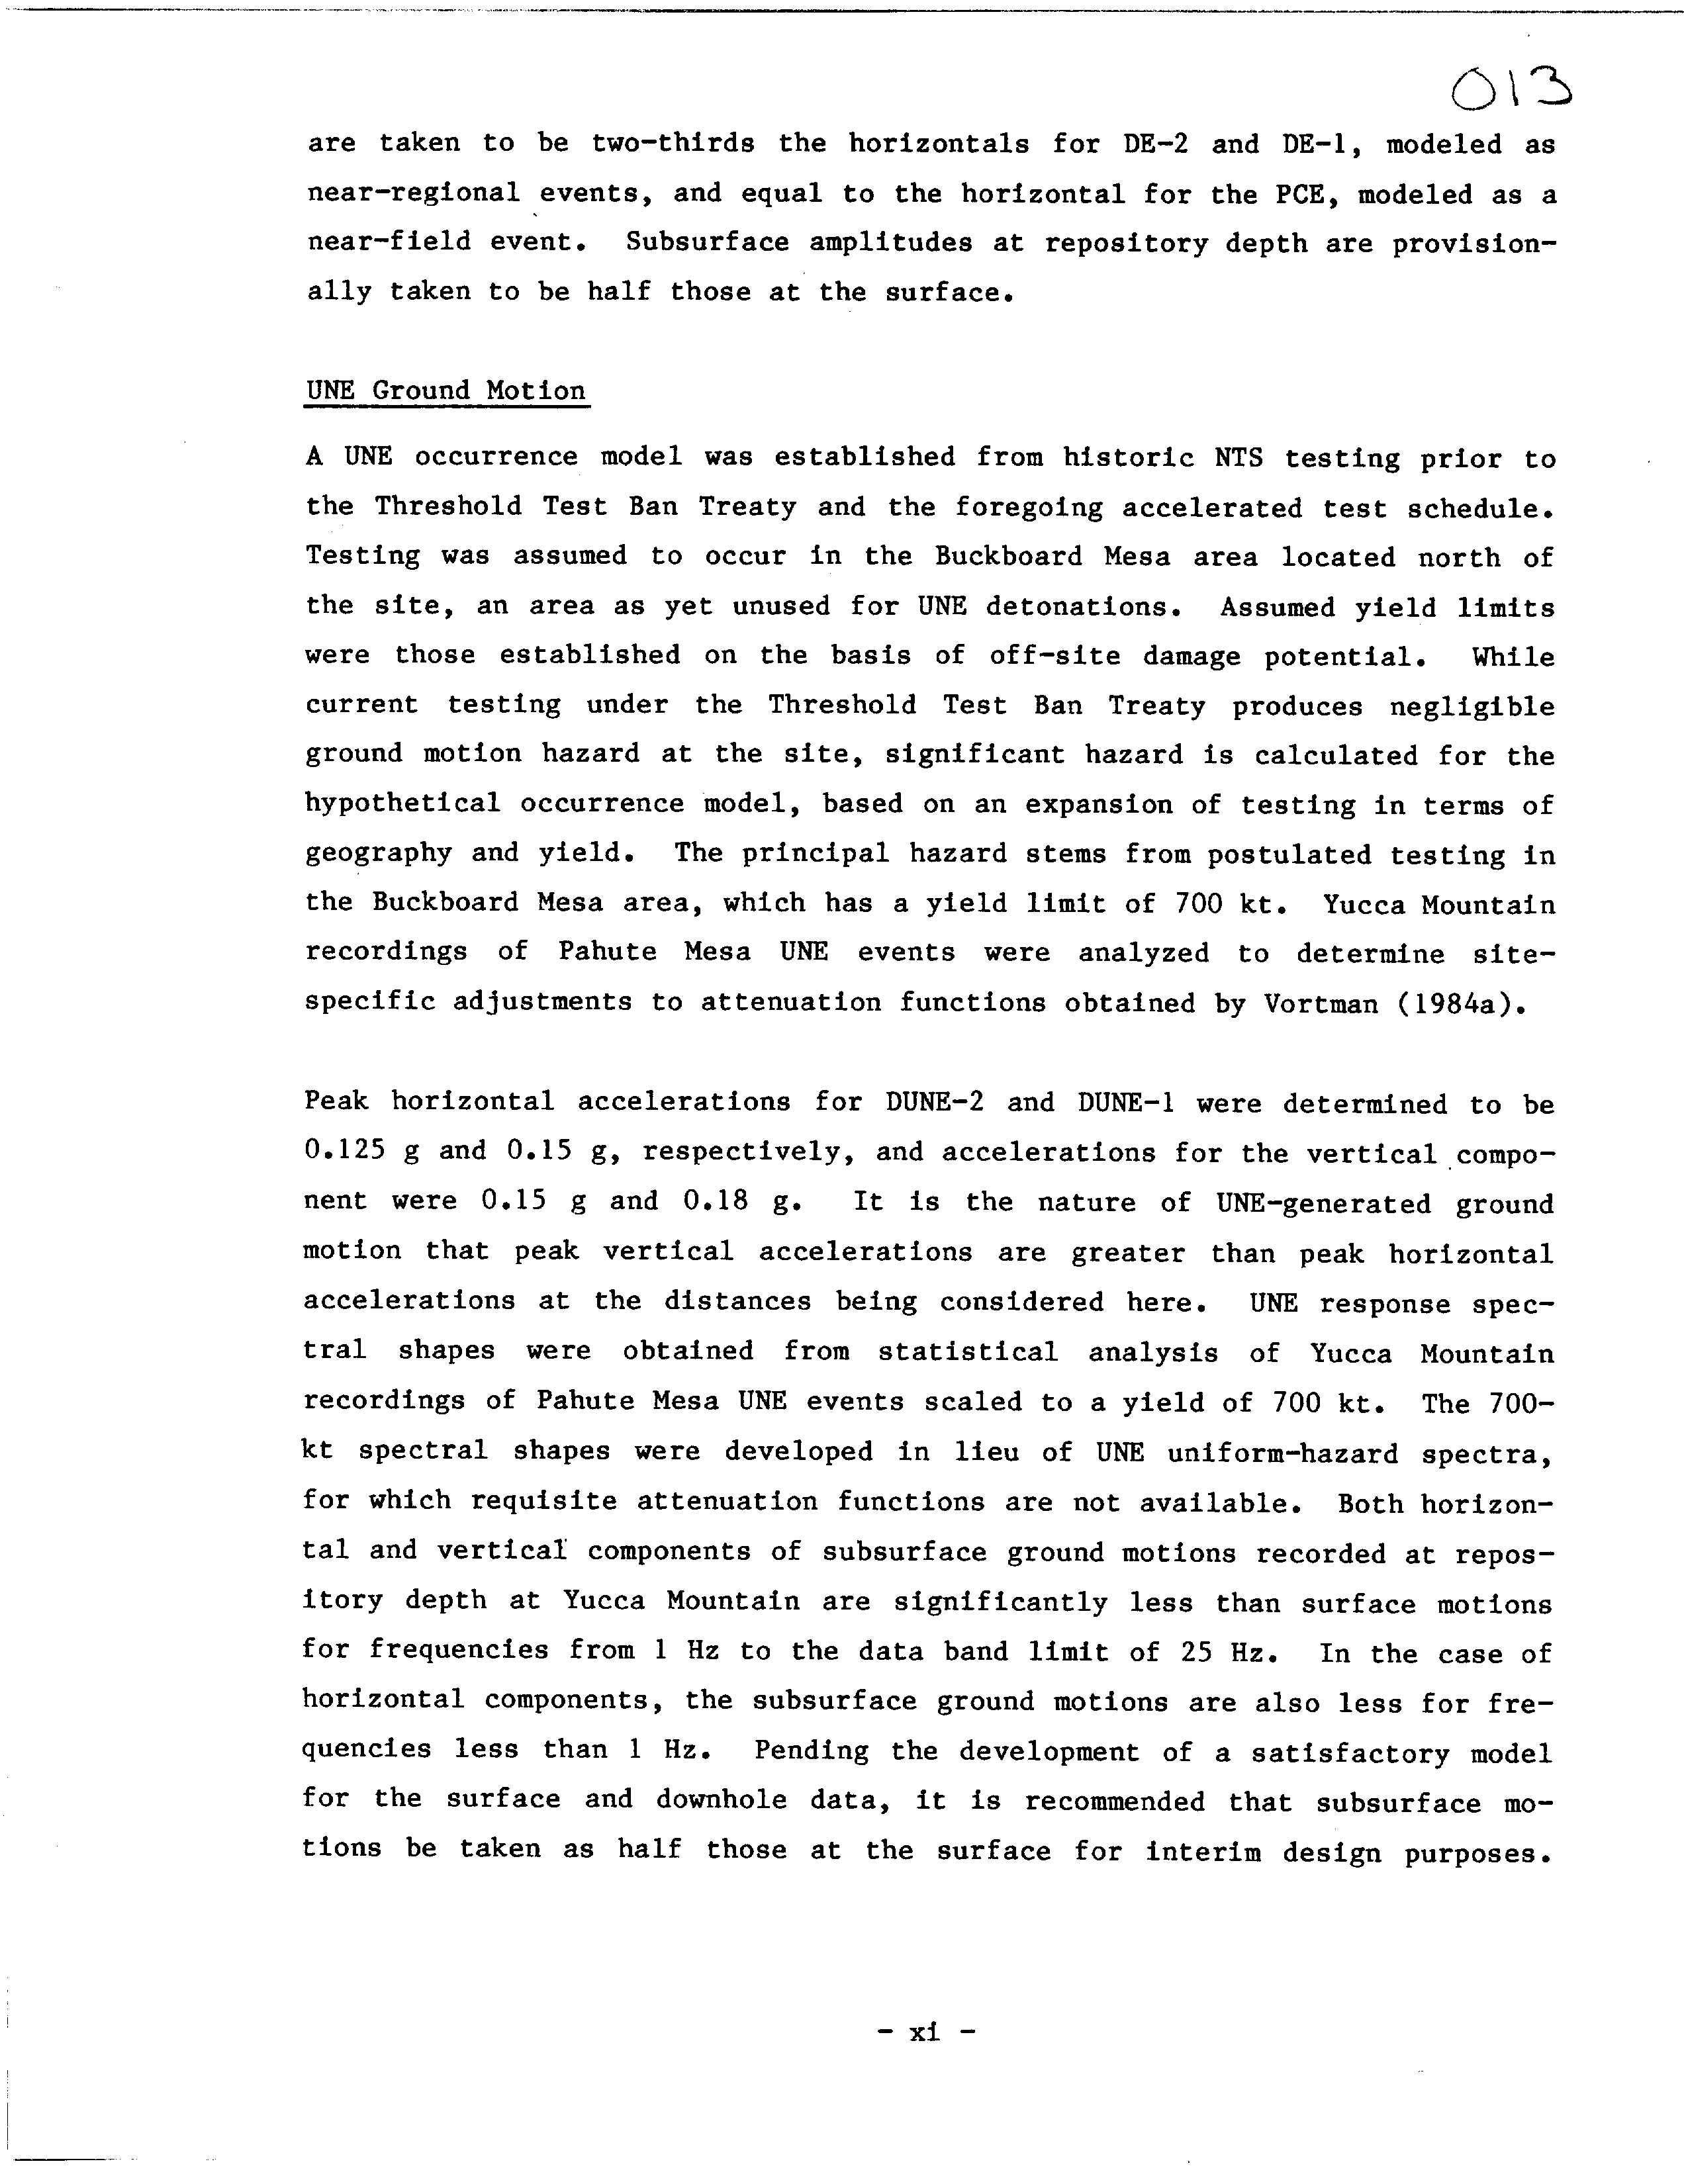 013
are taken to be two-thirds the horizontals for DE-2 and DE-1, modeled as
near-regional events, and equal to the horizontal for the PCE, modeled as a
near-field event. Subsurface amplitudes at repository depth are provision-
ally taken to be half those at the surface.
UNE Ground Motion
A UNE occurrence model was established from historic NTS testing prior to
the Threshold Test Ban Treaty and the foregoing accelerated test schedule.
Testing was assumed to occur in the Buckboard Mesa area located north of
the site, an area as yet unused for UNE detonations. Assumed yield limits
were those established on the basis of off-site damage potential. While
current testing under the Threshold Test Ban Treaty produces negligible
ground motion hazard at the site, significant hazard is calculated for the
hypothetical occurrence model, based on an expansion of testing in terms of
geography and yield. The principal hazard stems from postulated testing in
the Buckboard Mesa area, which has a yield limit of 700 kt. Yucca Mountain
recordings of Pahute Mesa UNE events were analyzed to determine site-
specific adjustments to attenuation functions obtained by Vortman (1984a).
Peak horizontal accelerations for DUNE-2 and DUNE-1 were determined to be
0.125 g and 0.15 g, respectively, and accelerations for the vertical compo-
nent were 0.15 g and 0.18 g. It is the nature of UNE-generated ground
motion that peak vertical accelerations are greater than peak horizontal
accelerations at the distances being considered here. UNE response spec-
tral shapes were obtained from statistical analysis of Yucca Mountain
recordings of Pahute Mesa UNE events scaled to a yield of 700 kt. The 700-
kt spectral shapes were developed in lieu of UNE uniform-hazard spectra,
for which requisite attenuation functions are not available. Both horizon-
tal and vertical components of subsurface ground motions recorded at repos-
itory depth at Yucca Mountain are significantly less than surface motions
for frequencies from 1 Hz to the data band limit of 25 Hz. In the case of
horizontal components, the subsurface ground motions are also less for fre-
quencies less than 1 Hz. Pending the development of a satisfactory model
for the surface and downhole data, it is recommended that subsurface mo-
tions be taken as half those at the surface for interim design purposes.
- xi -